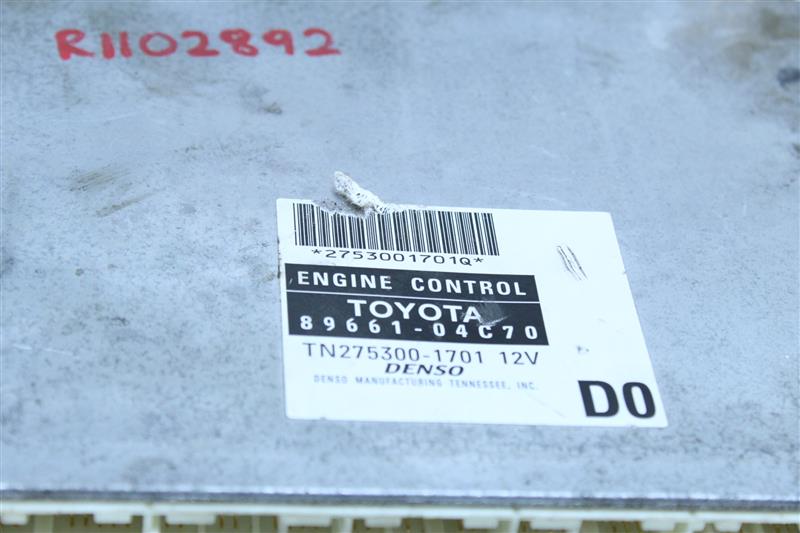 R1102892
*2753001701Q*
ENGINE CONTROL
TOYOTA
89661-04C70
TN275300-1701 12V
DENSO
DENSO MANUFACTURING TENNESSEE, INC.
D0